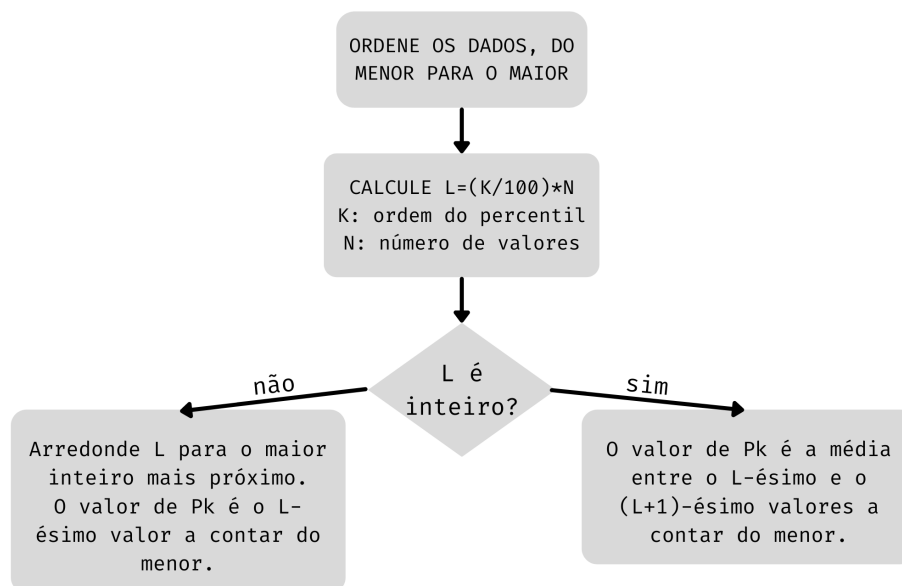 ORDENE OS DADOS, DO
MENOR PARA O MAIOR
CALCULE L=(K/100)*N
K: ordem do percentil
N: número de valores
L é
inteiro?
não
sim
Arredonde L para o maior
inteiro mais próximo.
O valor de Pk é o L-
ésimo valor a contar do
menor.
O valor de Pk é a média
entre o L-ésimo e o
(L+1)-ésimo valores a
contar do menor.